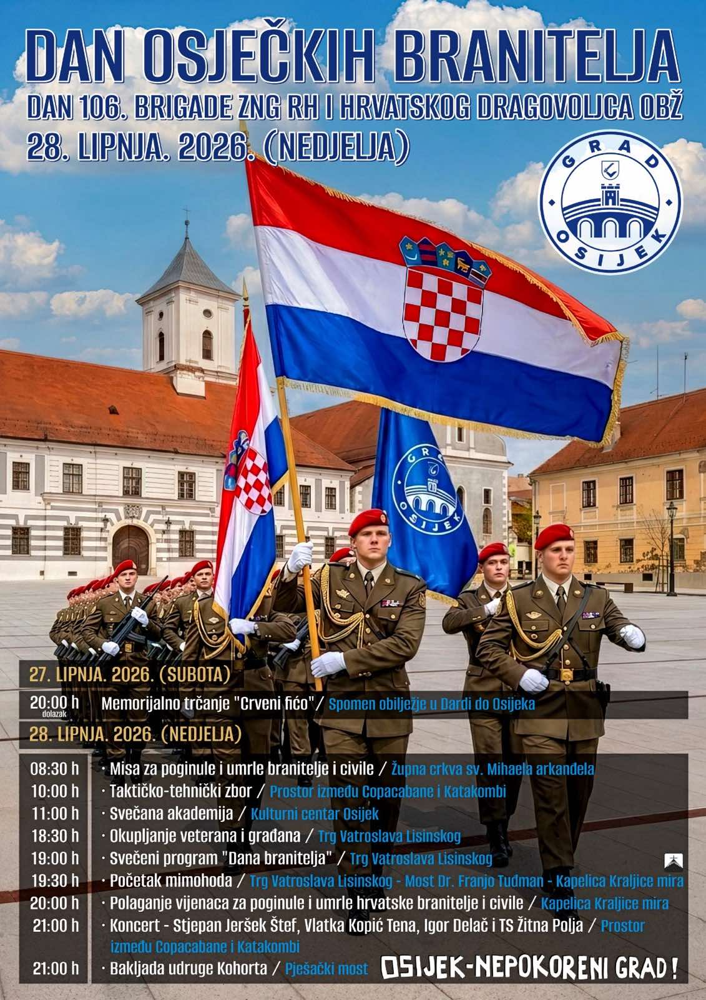 DAN OSJEČKIH BRANITELJA
DAN 106. BRIGADE ZNG RH I HRVATSKOG DRAGOVOLJCA OBŽ
28. LIPNJA. 2026. (NEDJELJA)
GRAD
OSIJEK
GRAD
OSIJEK
27. LIPNJA. 2026. (SUBOTA)
20:00 h Memorijalno trčanje "Crveni fićo"/ Spomen obilježje u Dardi do Osijeka
dolazak
28. LIPNJA. 2026. (NEDJELJA)
08:30 h · Misa za poginule i umrle branitelje i civile / Župna crkva sv. Mihaela arkanđela
10:00 h · Taktičko-tehnički zbor / Prostor između Copacabane i Katakombi
11:00 h · Svečana akademija / Kulturni centar Osijek
18:30 h · Okupljanje veterana i građana / Trg Vatroslava Lisinskog
19:00 h · Svečeni program "Dana branitelja" / Trg Vatroslava Lisinskog
19:30 h · Početak mimohoda / Trg Vatroslava Lisinskog - Most Dr. Franjo Tuđman - Kapelica Kraljice mira
20:00 h · Polaganje vijenaca za poginule i umrle hrvatske branitelje i civile / Kapelica Kraljice mira
21:00 h · Koncert - Stjepan Jeršek Štef, Vlatka Kopić Tena, Igor Delač i TS Žitna Polja / Prostor
između Copacabane i Katakombi
21:00 h · Bakljada udruge Kohorta / Pješački most
OSIJEK-NEPOKORENI GRAD!